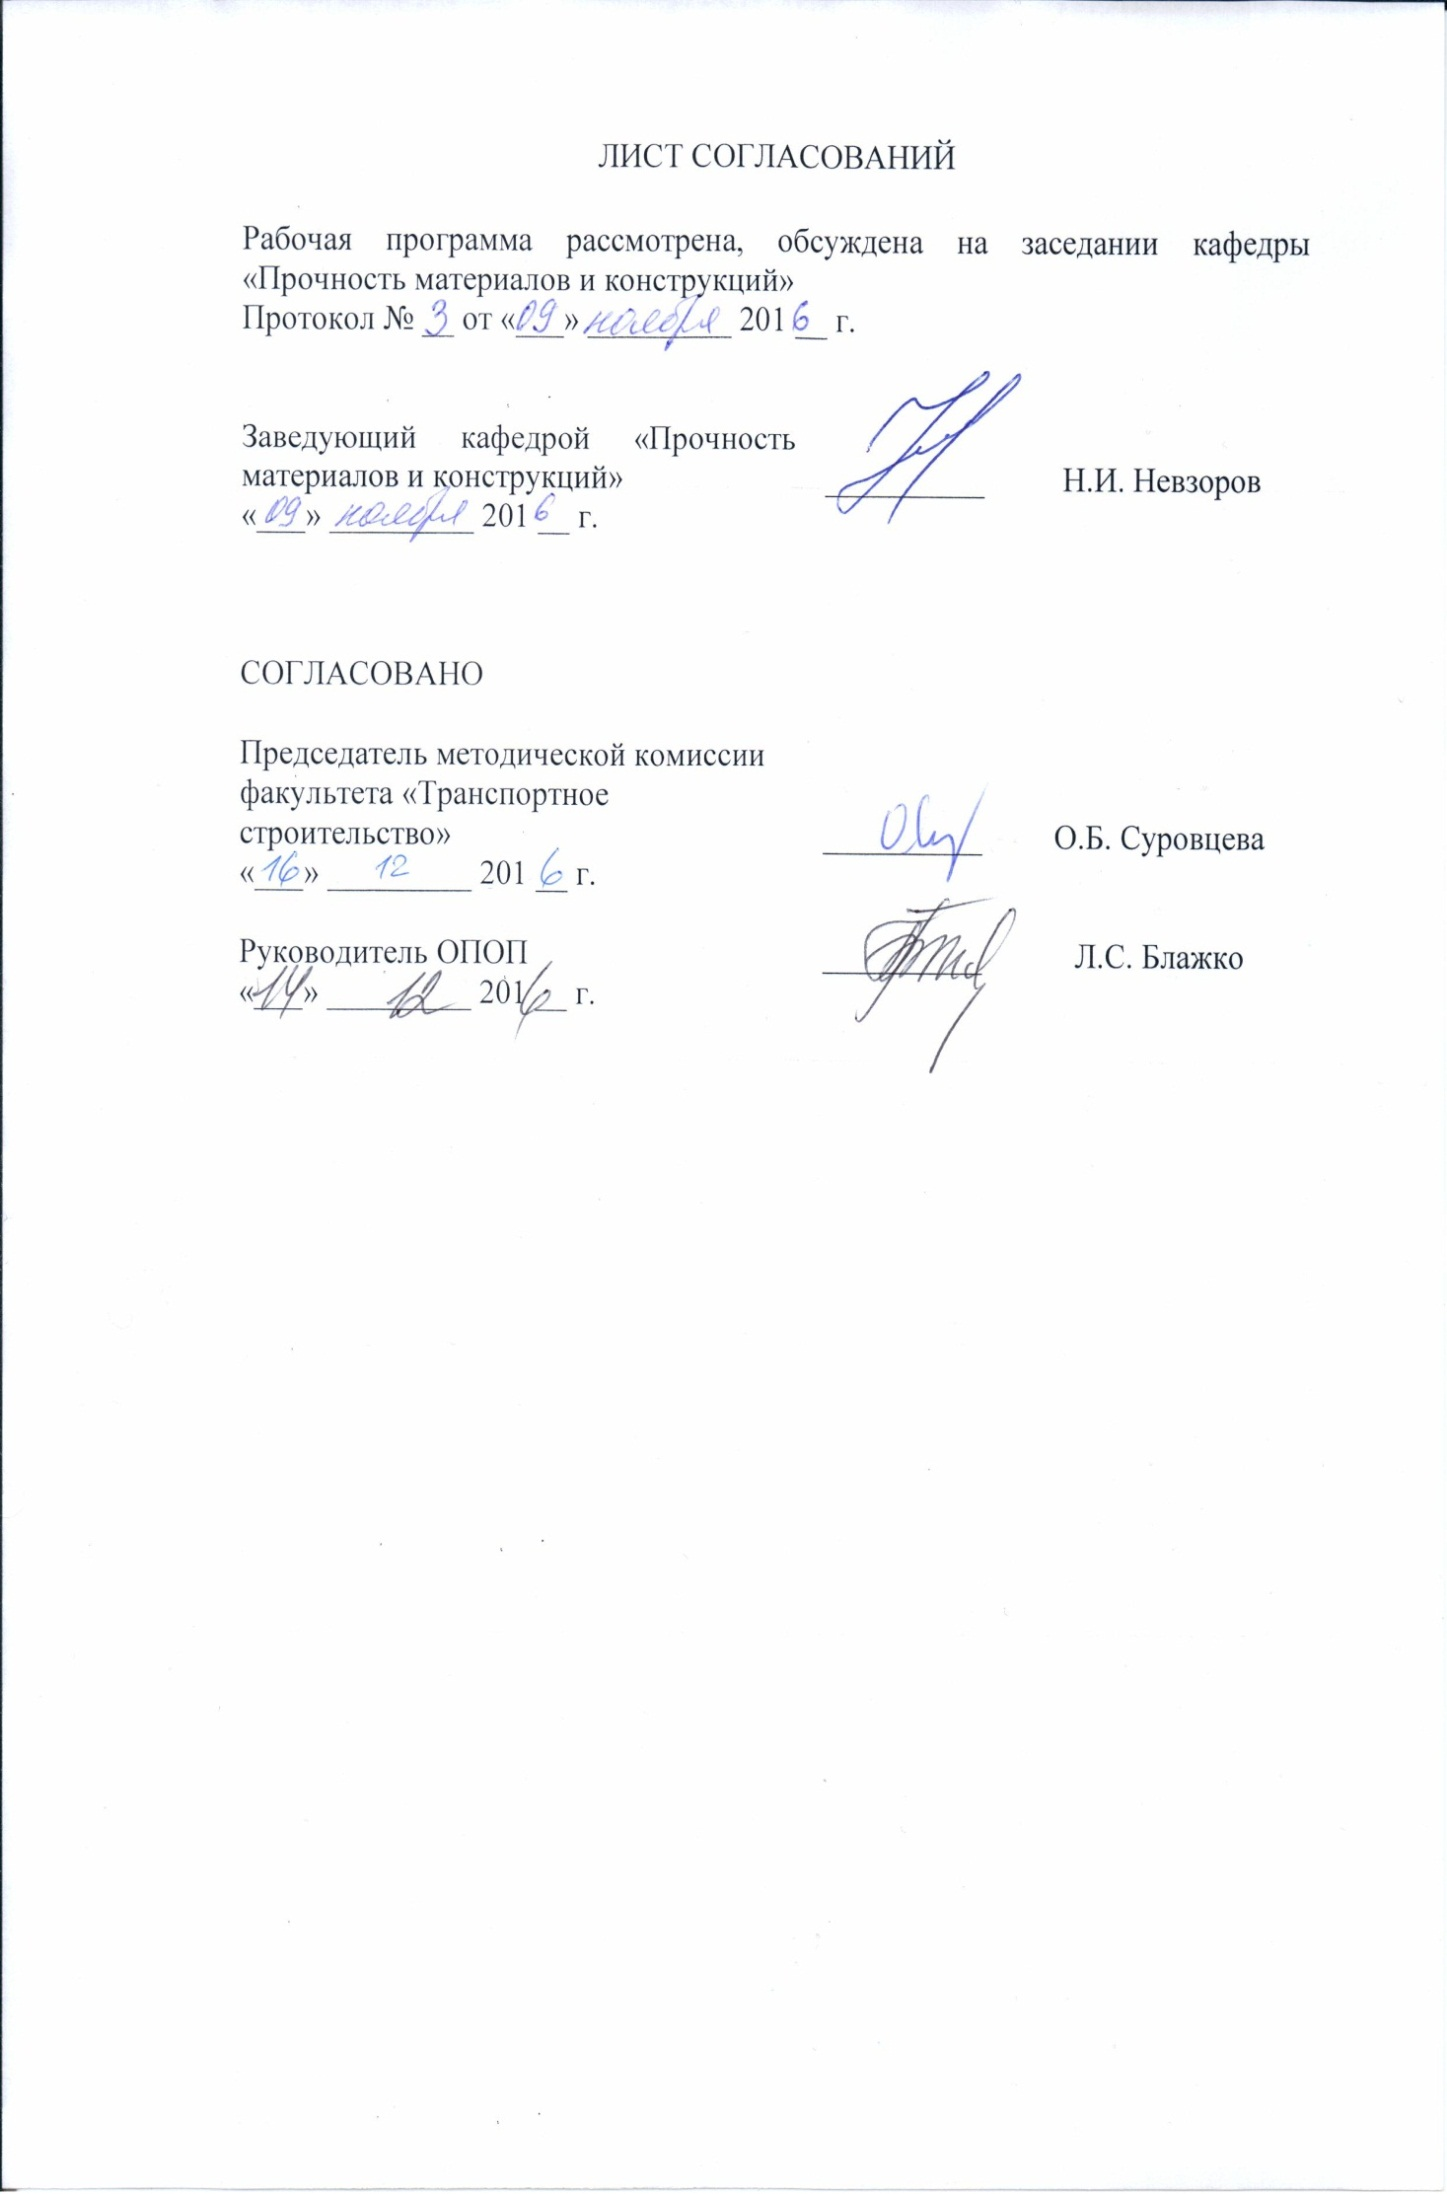 ЛИСТ СОГЛАСОВАНИЙ
Рабочая программа рассмотрена, обсуждена на заседании кафедры
«Прочность материалов и конструкций»
Протокол № 3 от «09» ноября 2016 г.
Заведующий кафедрой «Прочность
материалов и конструкций» Н.И. Невзоров
«09» ноября 2016 г.
СОГЛАСОВАНО
Председатель методической комиссии
факультета «Транспортное
строительство» О.Б. Суровцева
«16» 12 2016 г.
Руководитель ОПОП Л.С. Блажко
«14» 12 2016 г.